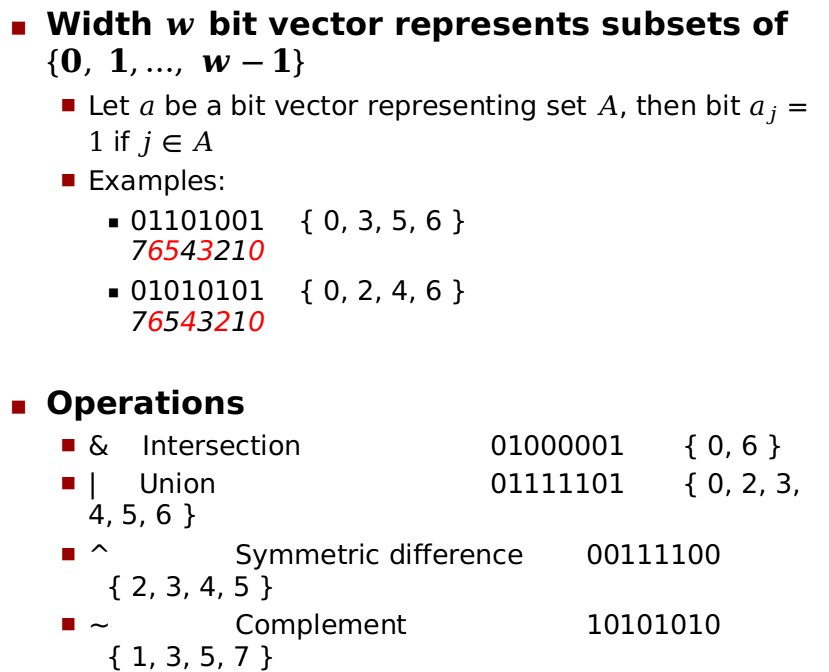 Width w bit vector represents subsets of
{0, 1, …, w − 1}
Let a be a bit vector representing set A, then bit aⱼ =
1 if j ∈ A
Examples:
01101001 { 0, 3, 5, 6 }
76543210
01010101 { 0, 2, 4, 6 }
76543210
Operations
& Intersection 01000001 { 0, 6 }
| Union 01111101 { 0, 2, 3,
4, 5, 6 }
^ Symmetric difference 00111100
{ 2, 3, 4, 5 }
~ Complement 10101010
{ 1, 3, 5, 7 }